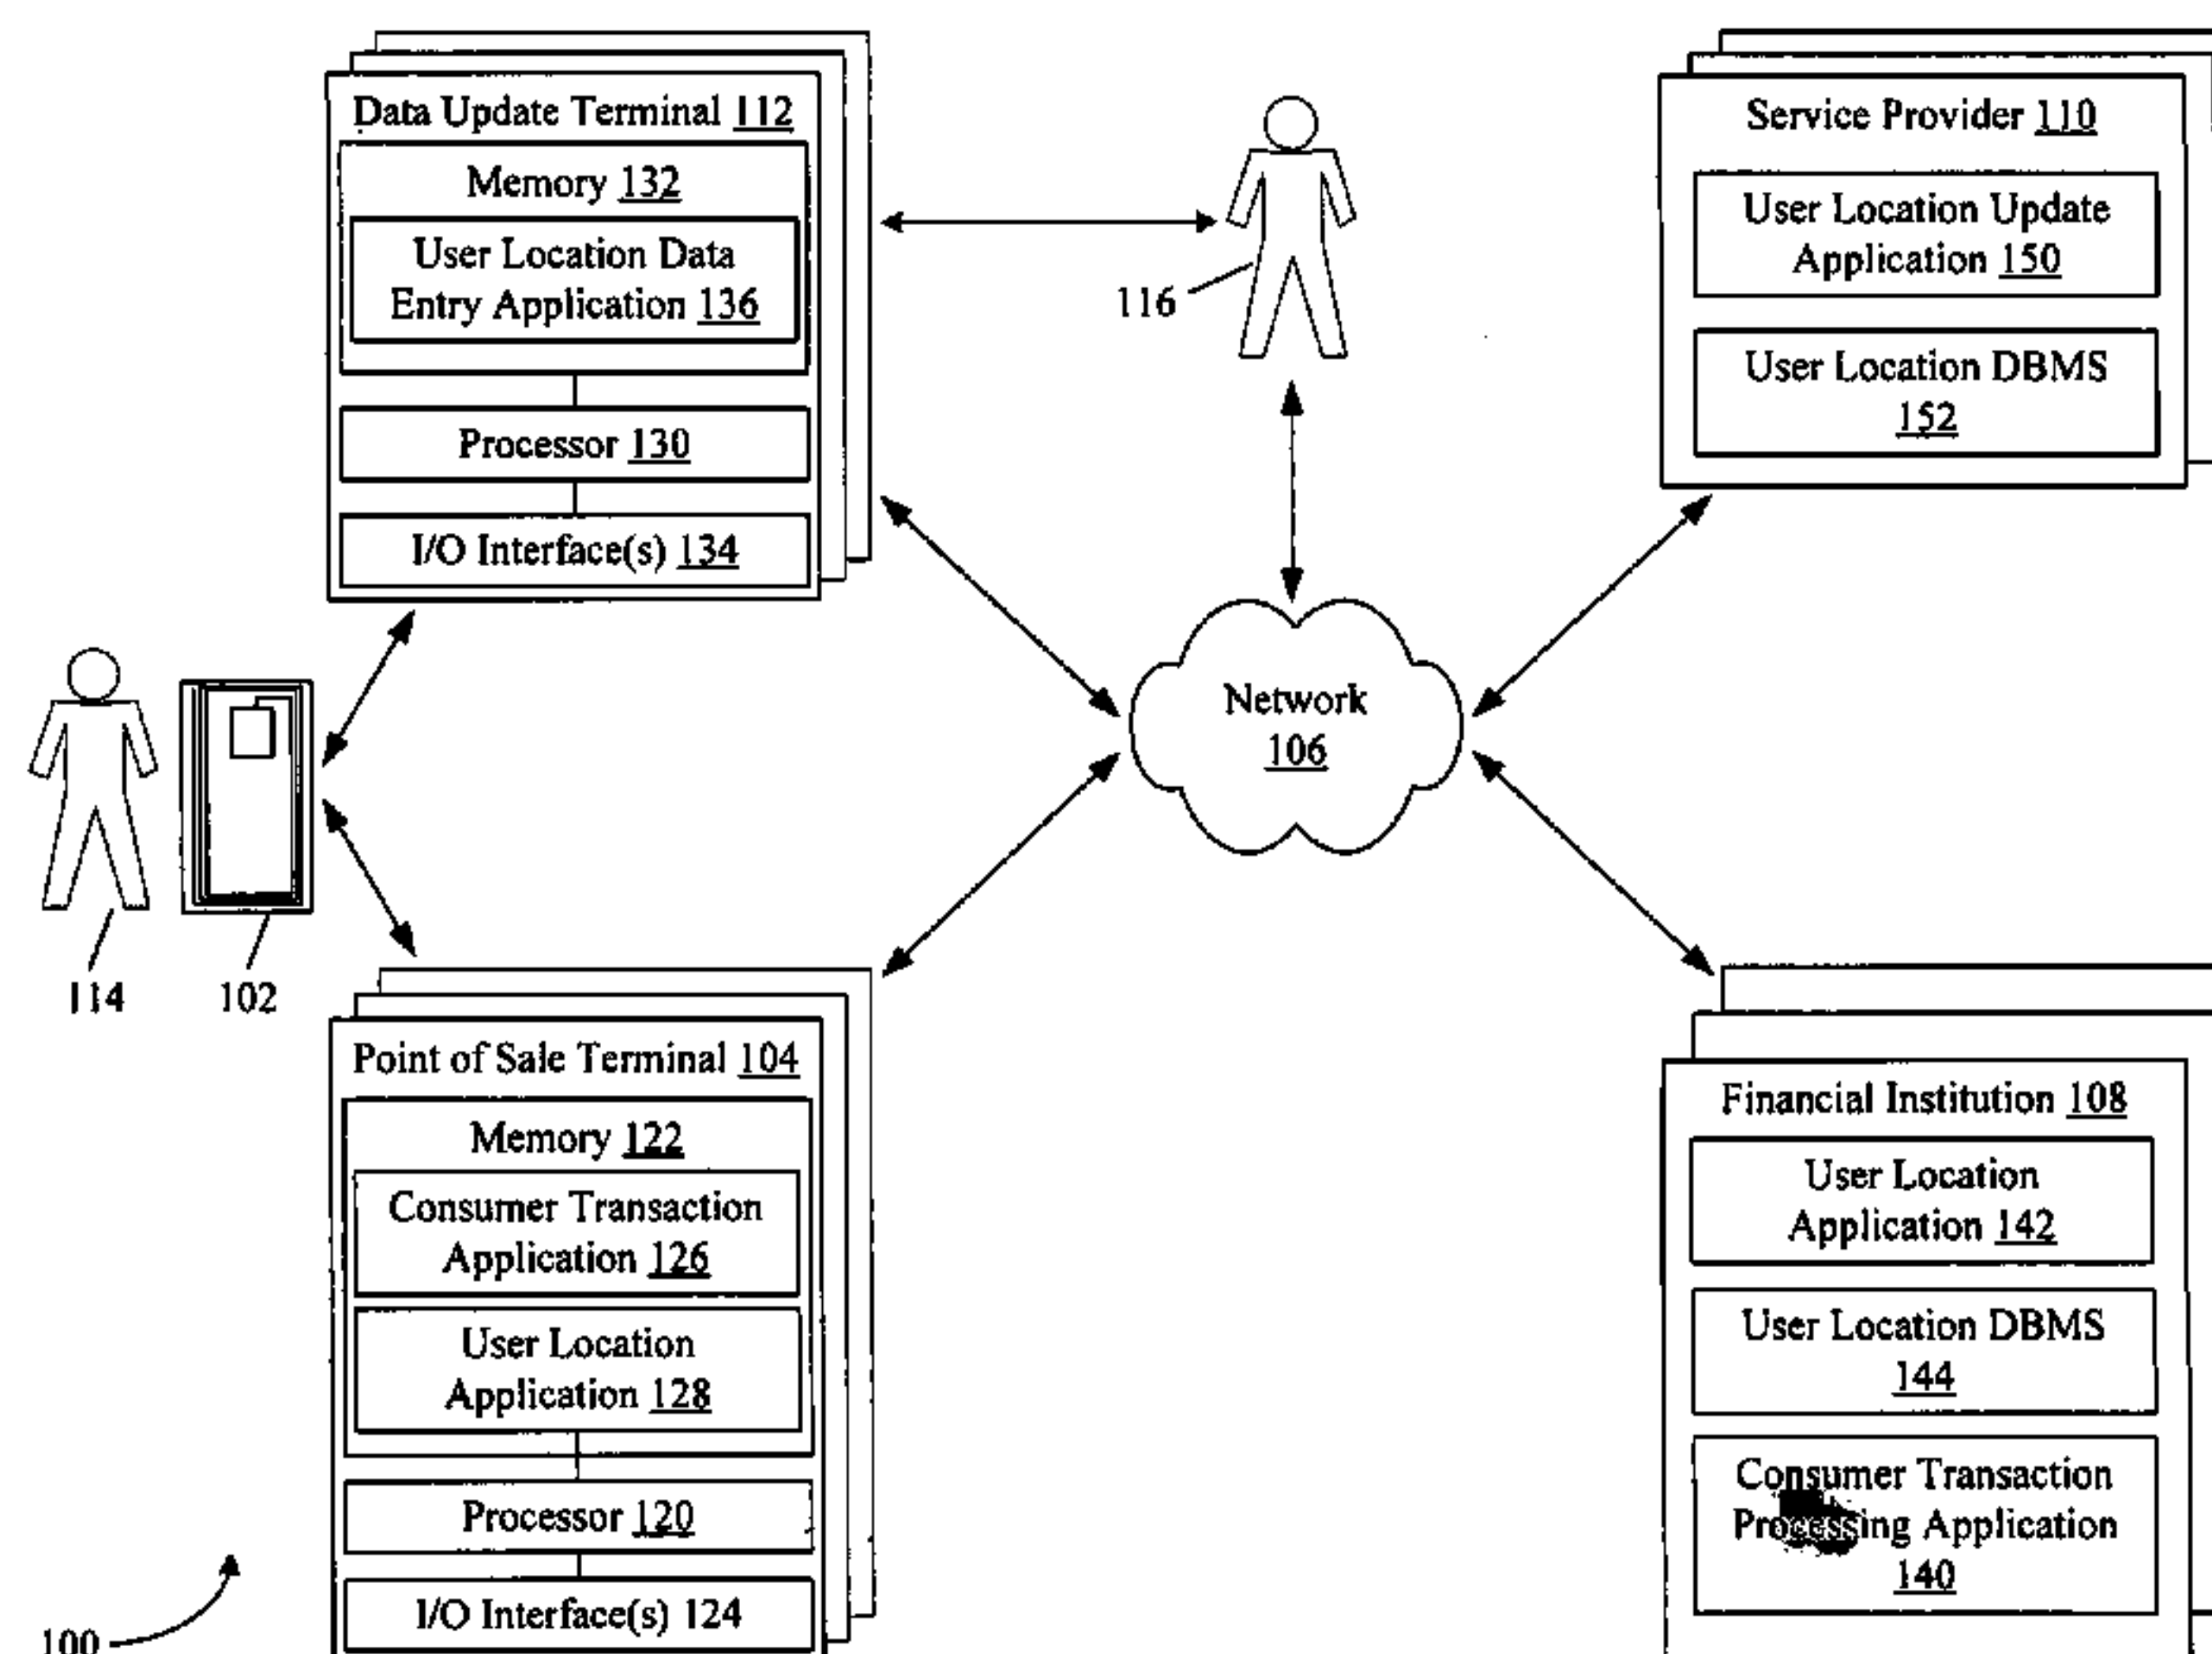 Data Update Terminal 112
Memory 132
User Location Data
Entry Application 136
Processor 130
I/O Interface(s) 134
116
Service Provider 110
User Location Update
Application 150
User Location DBMS
152
Network
106
114
102
Point of Sale Terminal 104
Memory 122
Consumer Transaction
Application 126
User Location
Application 128
Processor 120
I/O Interface(s) 124
Financial Institution 108
User Location
Application 142
User Location DBMS
144
Consumer Transaction
Processing Application
140
100